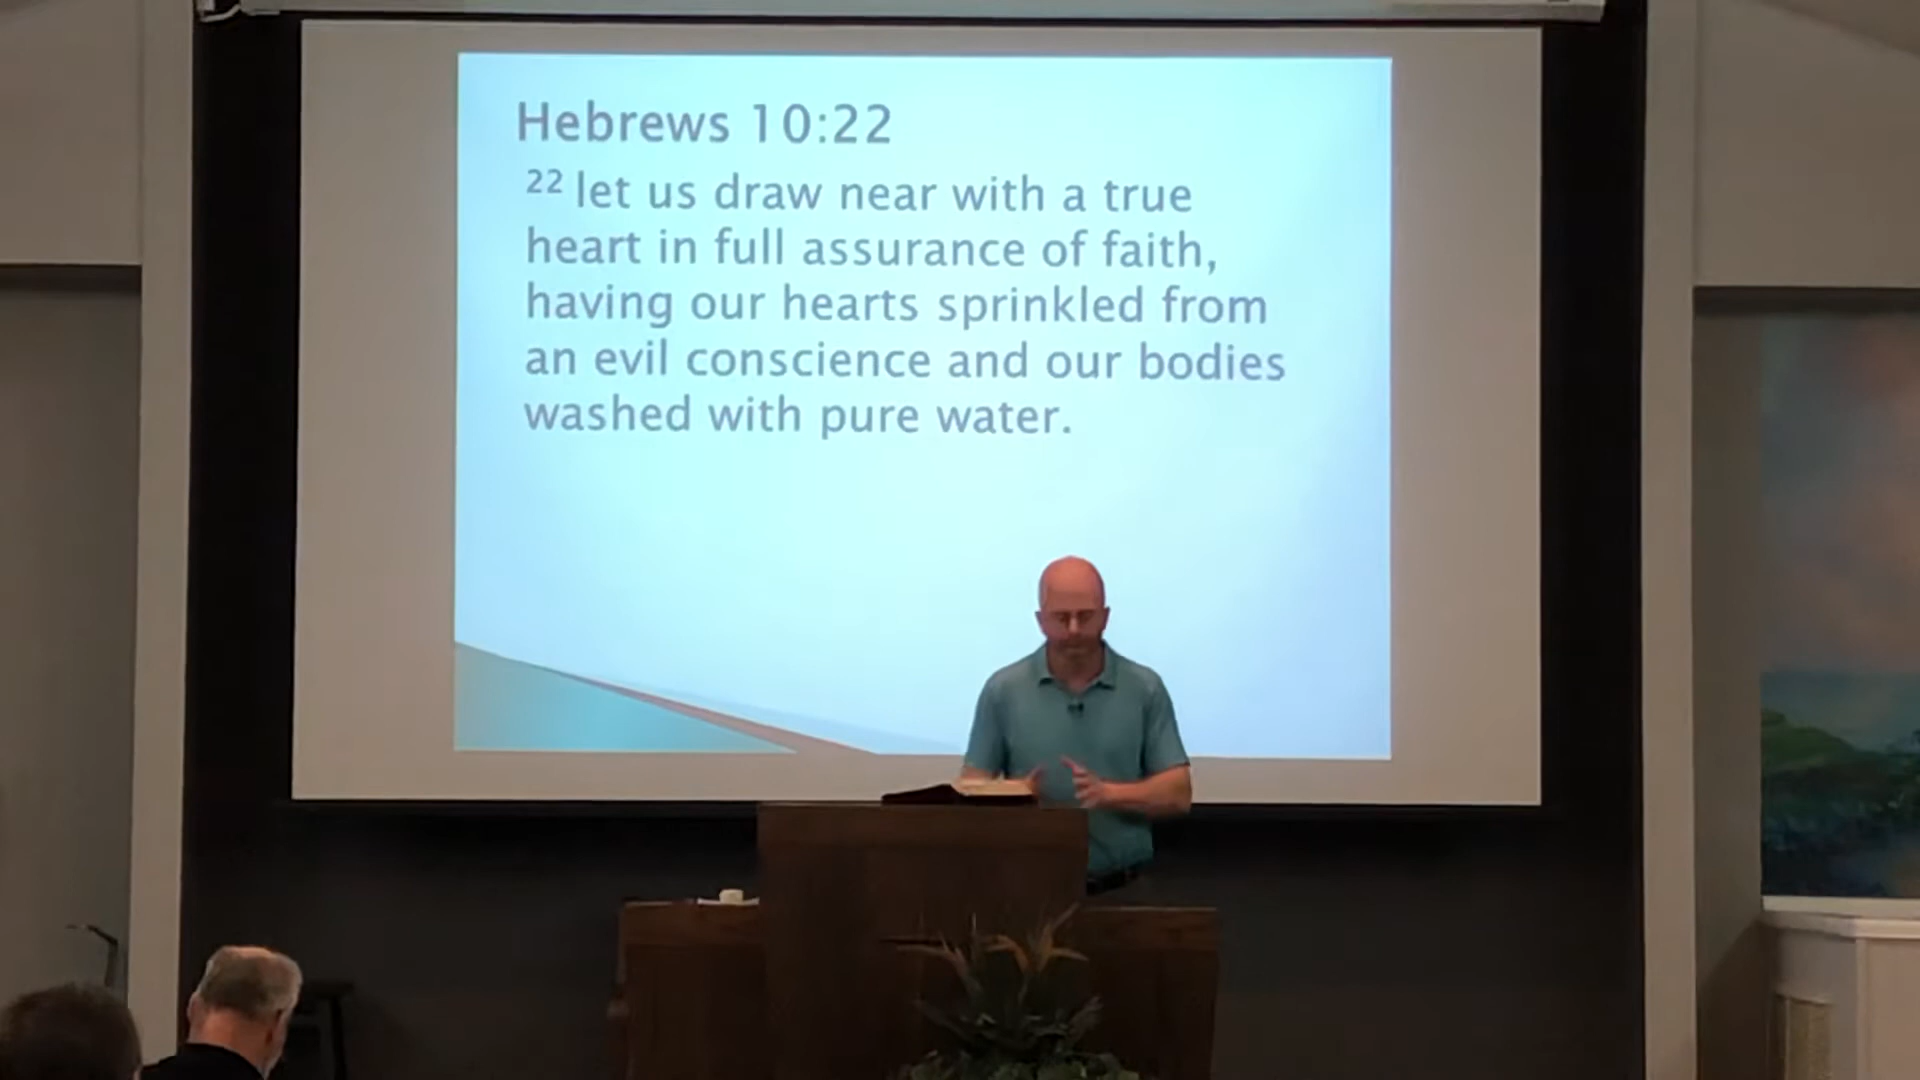 Hebrews 10:22
22 let us draw near with a true
heart in full assurance of faith,
having our hearts sprinkled from
an evil conscience and our bodies
washed with pure water.